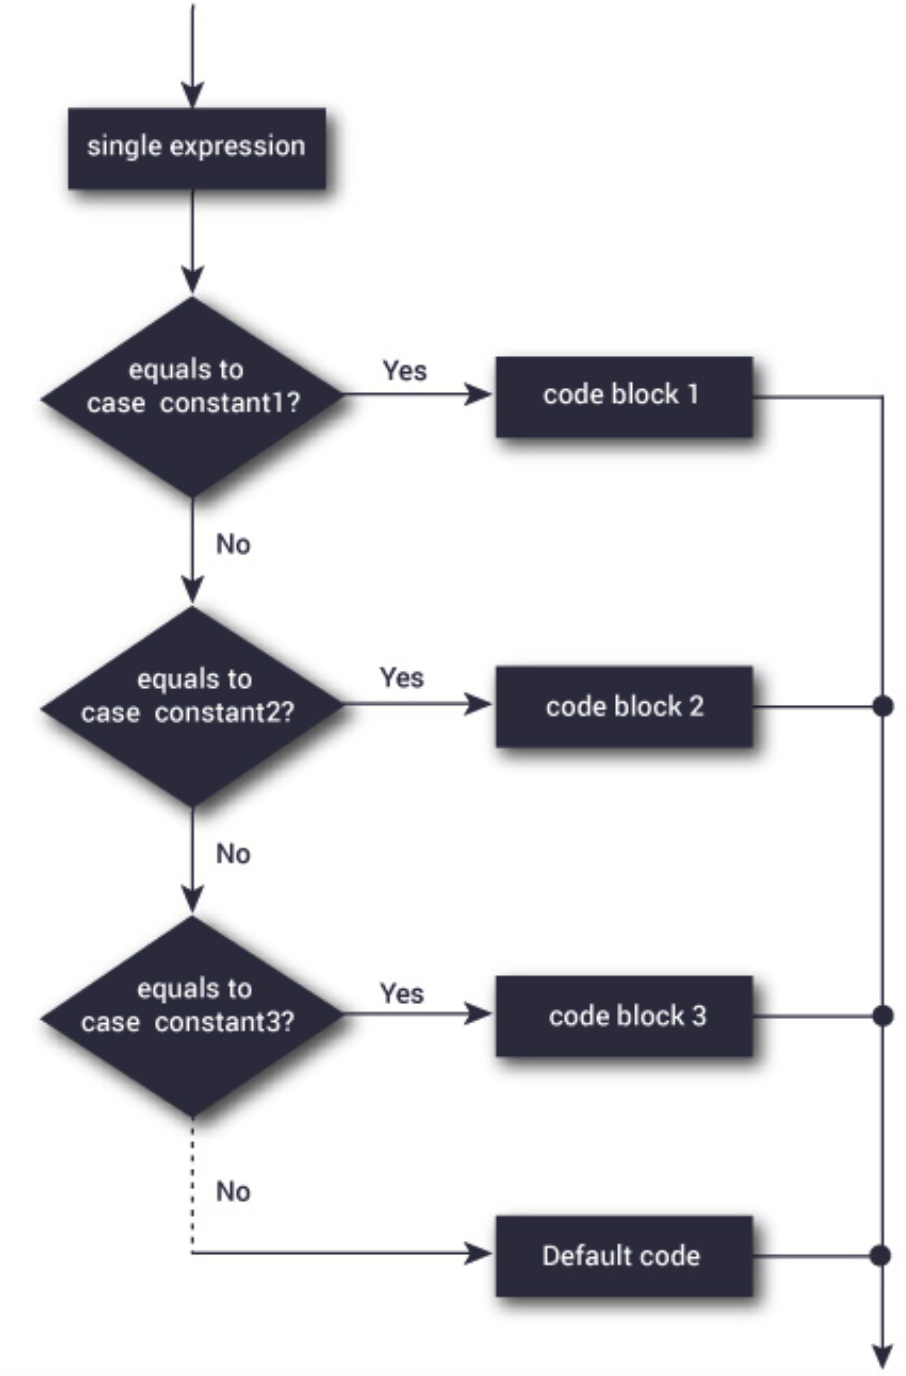 single expression
equals to
case constant1?
Yes
code block 1
No
equals to
case constant2?
Yes
code block 2
No
equals to
case constant3?
Yes
code block 3
No
Default code